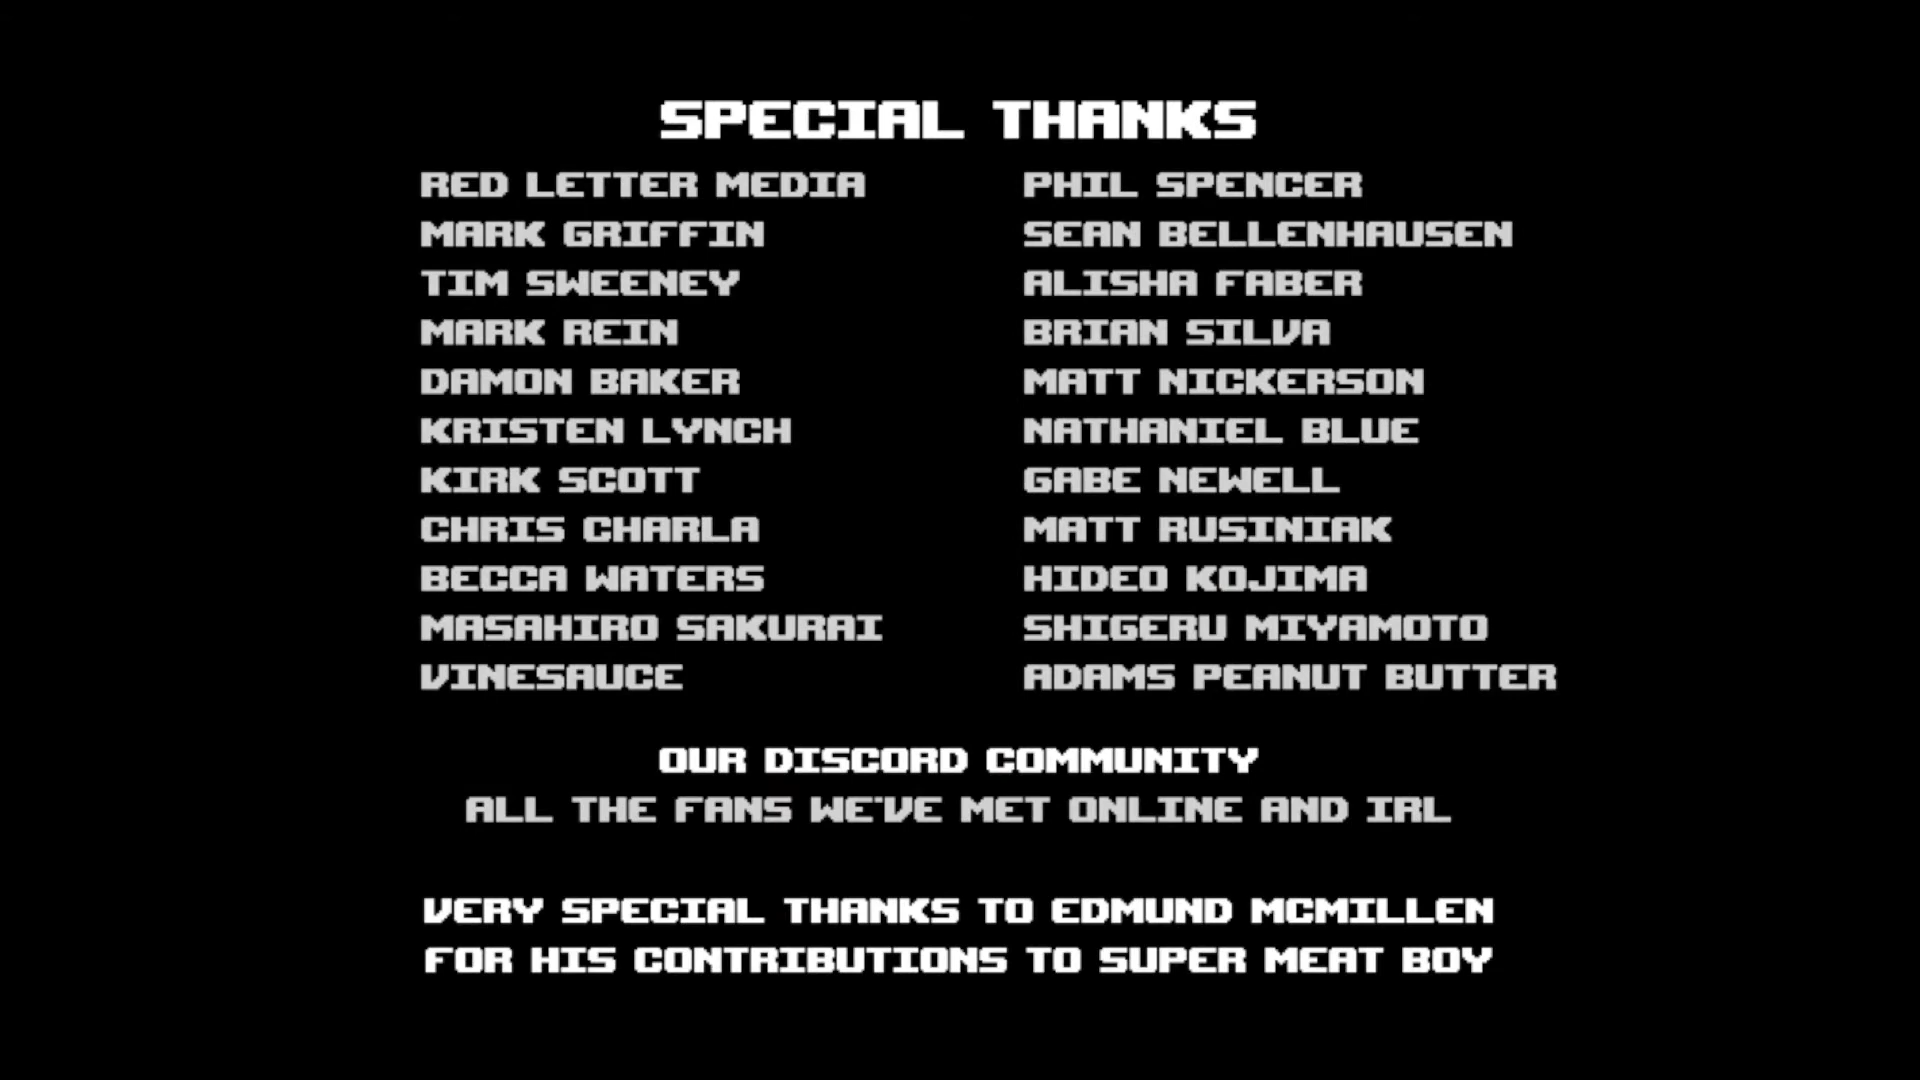 SPECIAL THANKS
RED LETTER MEDIA
MARK GRIFFIN
TIM SWEENEY
MARK REIN
DAMON BAKER
KRISTEN LYNCH
KIRK SCOTT
CHRIS CHARLA
BECCA WATERS
MASAHIRO SAKURAI
VINESAUCE
PHIL SPENCER
SEAN BELLENHAUSEN
ALISHA FABER
BRIAN SILVA
MATT NICKERSON
NATHANIEL BLUE
GABE NEWELL
MATT RUSINIAK
HIDEO KOJIMA
SHIGERU MIYAMOTO
ADAMS PEANUT BUTTER
OUR DISCORD COMMUNITY
ALL THE FANS WE'VE MET ONLINE AND IRL
VERY SPECIAL THANKS TO EDMUND MCMILLEN
FOR HIS CONTRIBUTIONS TO SUPER MEAT BOY